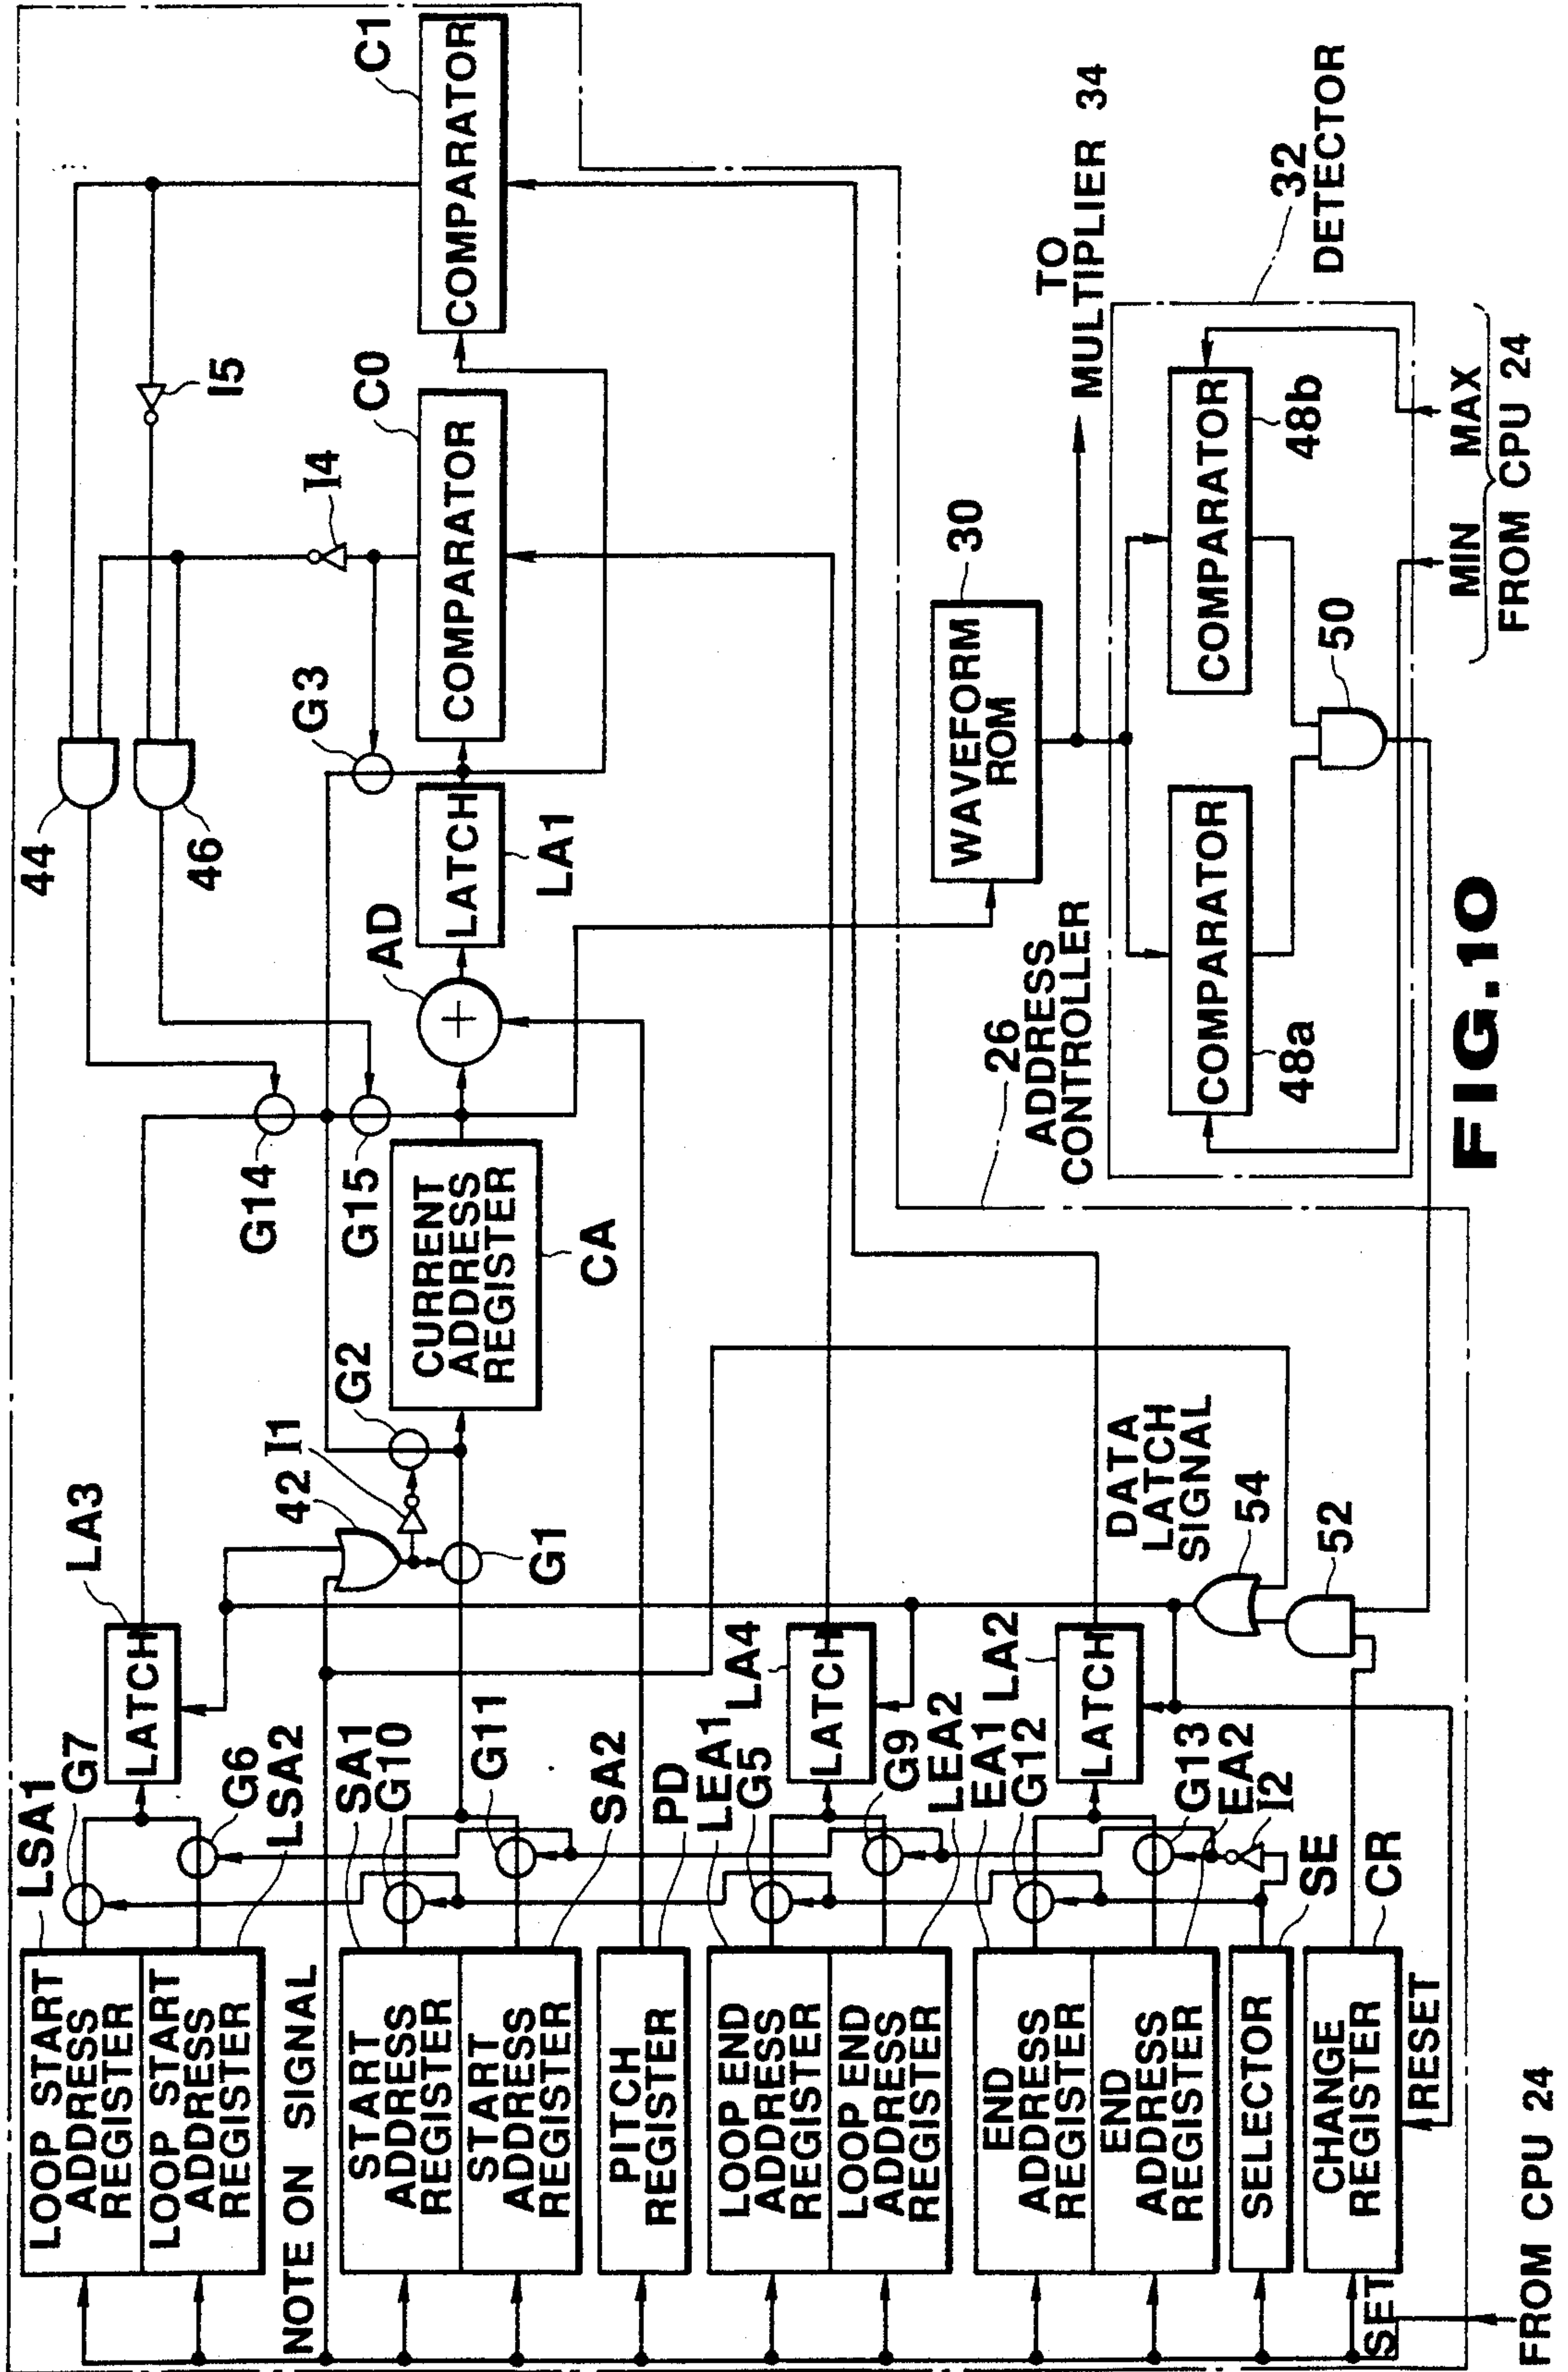 LSA1
LOOP START
ADDRESS
REGISTER
G7
LOOP START
ADDRESS
REGISTER
G6
LSA2
LATCH
LA3
NOTE ON SIGNAL
START
ADDRESS
REGISTER
SA1
G10
START
ADDRESS
REGISTER
G11
SA2
42
I1
G1
G2
CURRENT
ADDRESS
REGISTER
CA
G14
G15
AD
LATCH
LA1
44
46
G3
I4
I5
COMPARATOR
C0
COMPARATOR
C1
PITCH
REGISTER
PD
LOOP END
ADDRESS
REGISTER
LEA1
G5
LOOP END
ADDRESS
REGISTER
G9
LEA2
LATCH
LA4
END
ADDRESS
REGISTER
EA1
G12
END
ADDRESS
REGISTER
G13
EA2
LATCH
LA2
I2
SELECTOR
SE
CHANGE
REGISTER
CR
SET
RESET
FROM CPU 24
DATA
LATCH
SIGNAL
54
52
26
ADDRESS
CONTROLLER
WAVEFORM
ROM
30
TO
MULTIPLIER 34
COMPARATOR
48a
COMPARATOR
48b
50
32
DETECTOR
MIN
MAX
FROM CPU 24
FIG.10